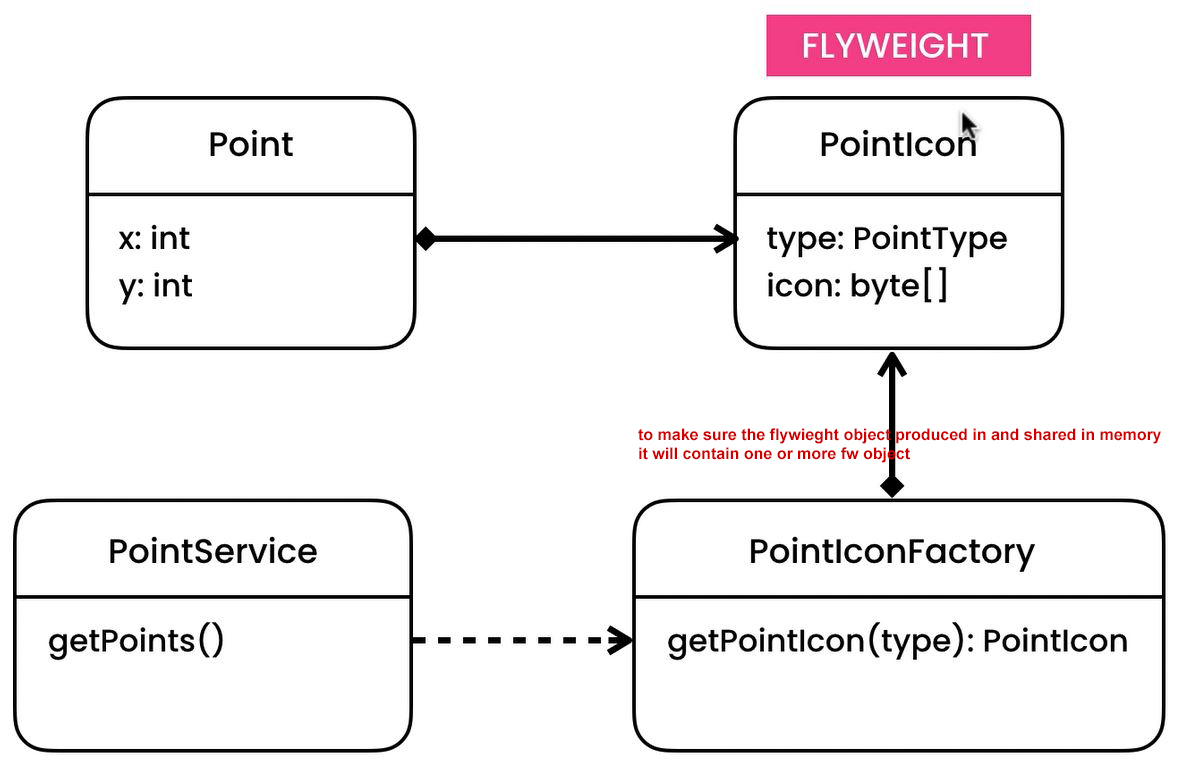 FLYWEIGHT
Point
x: int
y: int
PointIcon
type: PointType
icon: byte[]
to make sure the flywieght object produced in and shared in memory
it will contain one or more fw object
PointService
getPoints()
PointIconFactory
getPointIcon(type): PointIcon